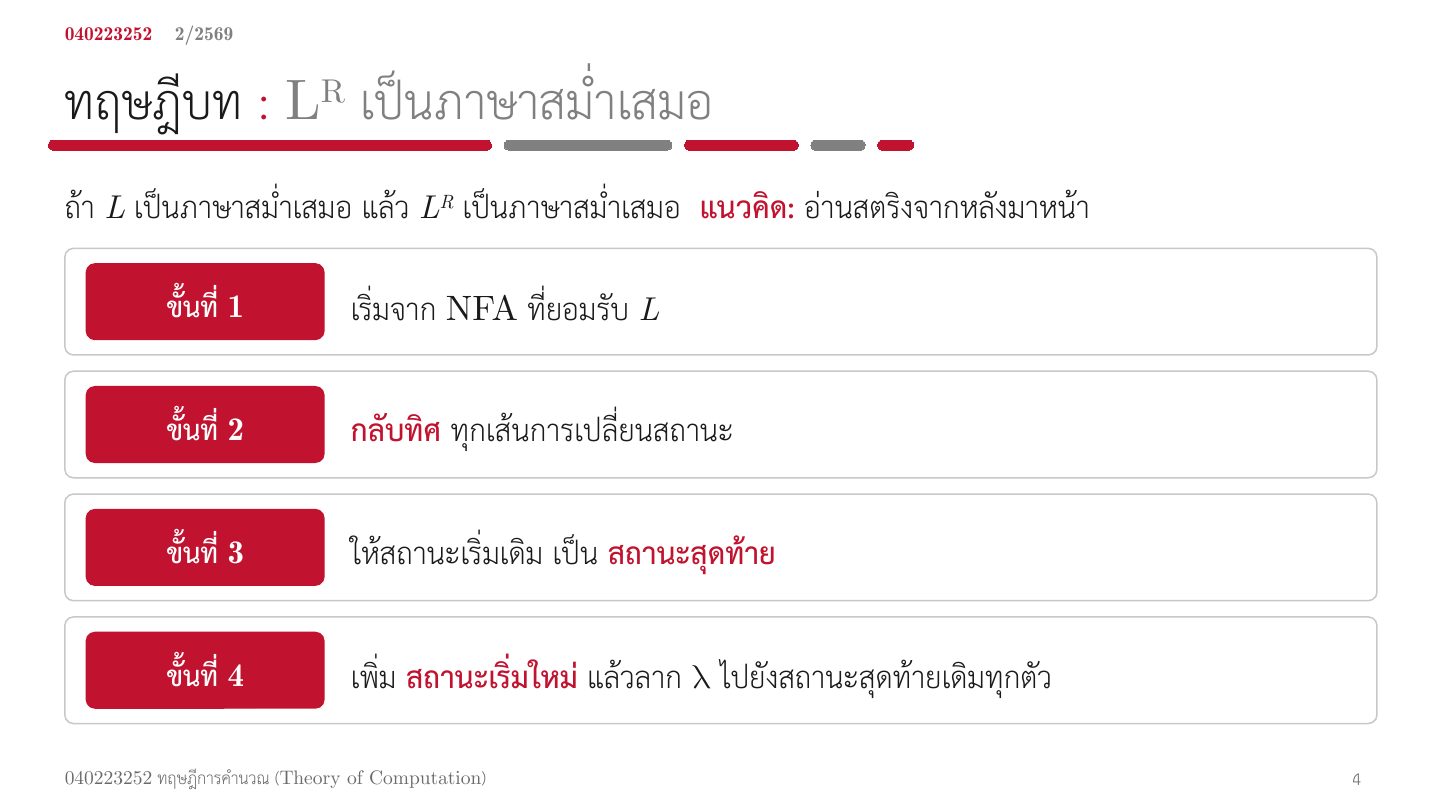 040223252 2/2569
ทฤษฎีบท : Lᴿ เป็นภาษาสม่ำเสมอ
ถ้า L เป็นภาษาสม่ำเสมอ แล้ว Lᴿ เป็นภาษาสม่ำเสมอ แนวคิด: อ่านสตริงจากหลังมาหน้า
ขั้นที่ 1 เริ่มจาก NFA ที่ยอมรับ L
ขั้นที่ 2 กลับทิศ ทุกเส้นการเปลี่ยนสถานะ
ขั้นที่ 3 ให้สถานะเริ่มเดิม เป็น สถานะสุดท้าย
ขั้นที่ 4 เพิ่ม สถานะเริ่มใหม่ แล้วลาก λ ไปยังสถานะสุดท้ายเดิมทุกตัว
040223252 ทฤษฎีการคำนวณ (Theory of Computation) 4